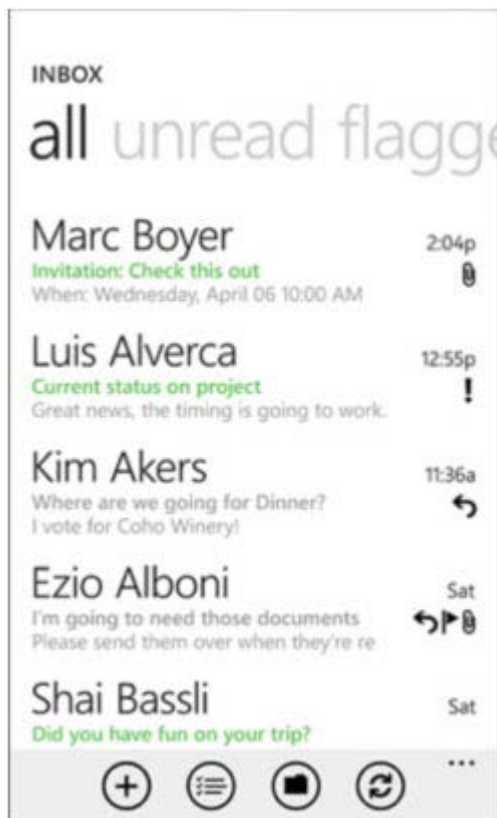 INBOX
all unread flagge
Marc Boyer 2:04p
Invitation: Check this out
When: Wednesday, April 06 10:00 AM
Luis Alverca 12:55p
Current status on project
Great news, the timing is going to work.
Kim Akers 11:36a
Where are we going for Dinner?
I vote for Coho Winery!
Ezio Alboni Sat
I'm going to need those documents
Please send them over when they're re
Shai Bassli Sat
Did you have fun on your trip?